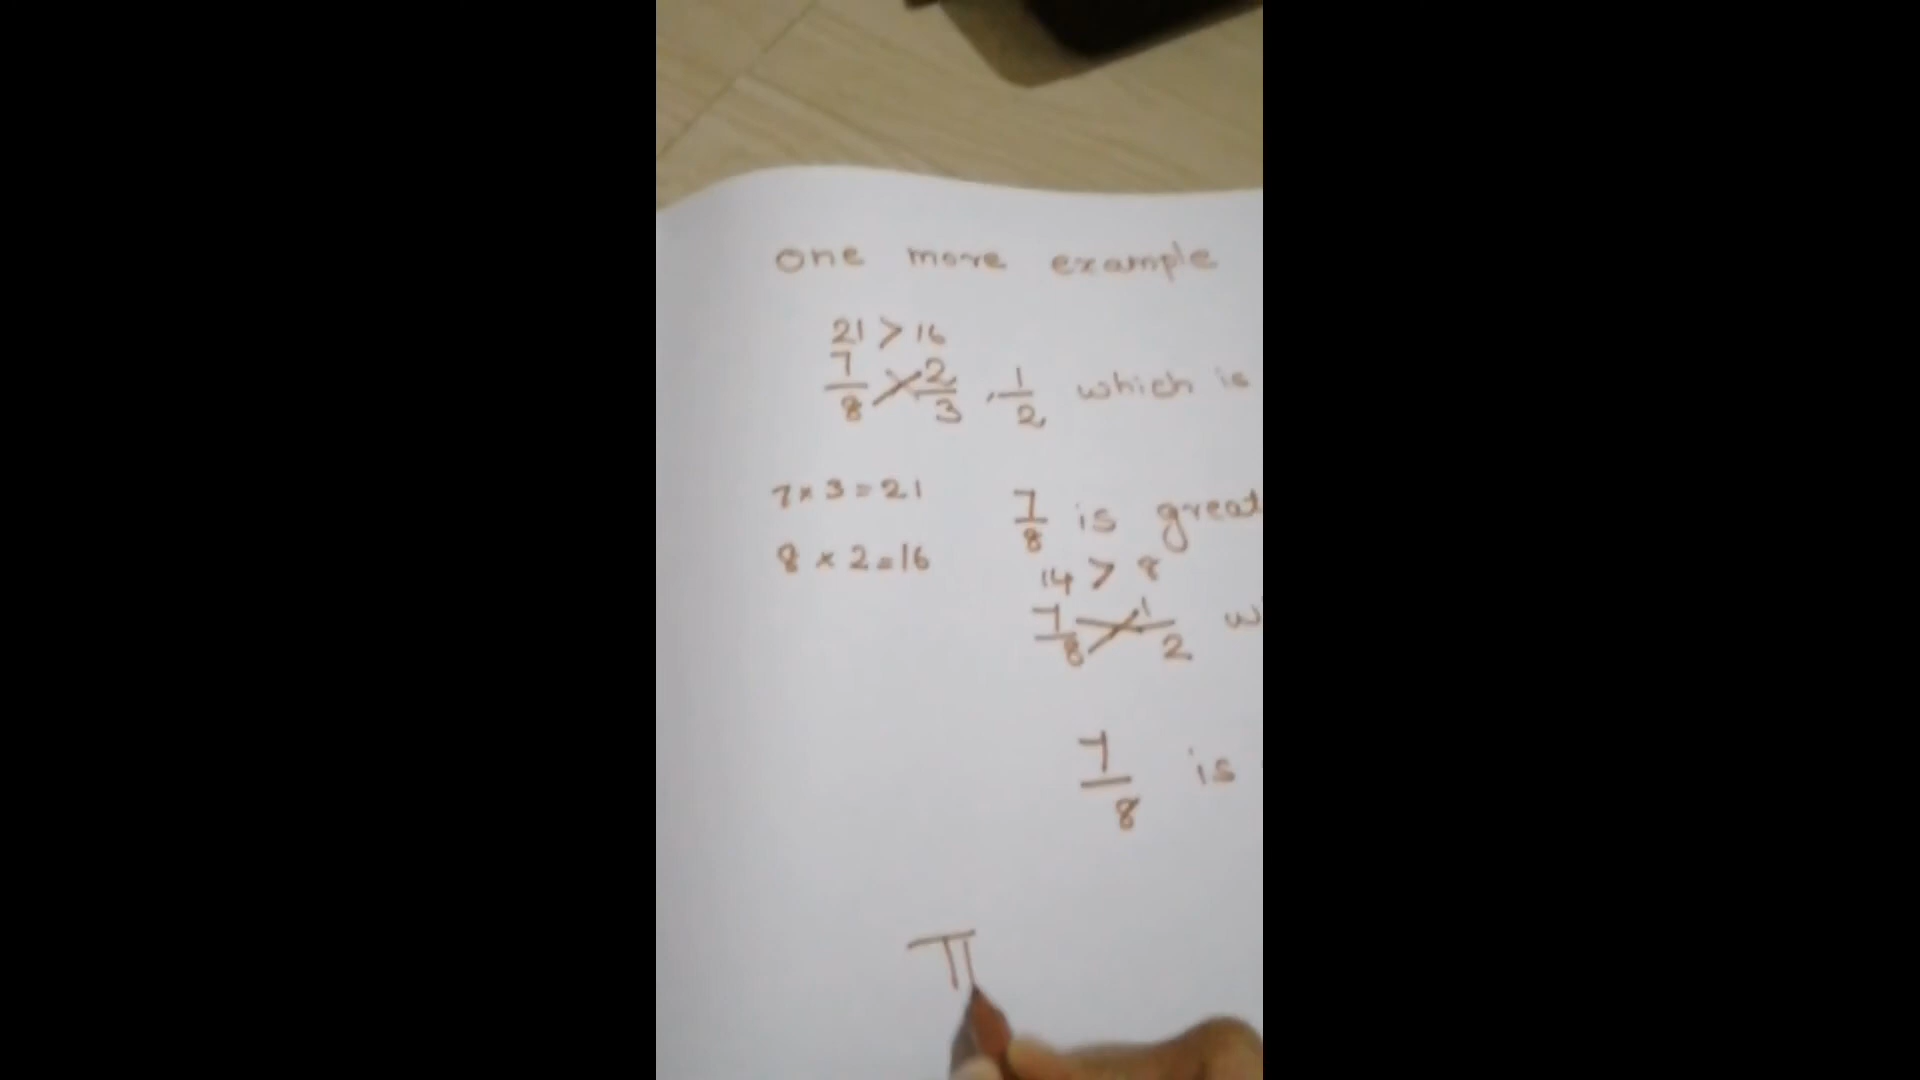 one more example
21 > 16
7/8 2/3 , 1/2 which is
7 × 3 = 21
7/8 is great
8 × 2 = 16
14 > 8
7/8 1/2 w
7/8 is
π